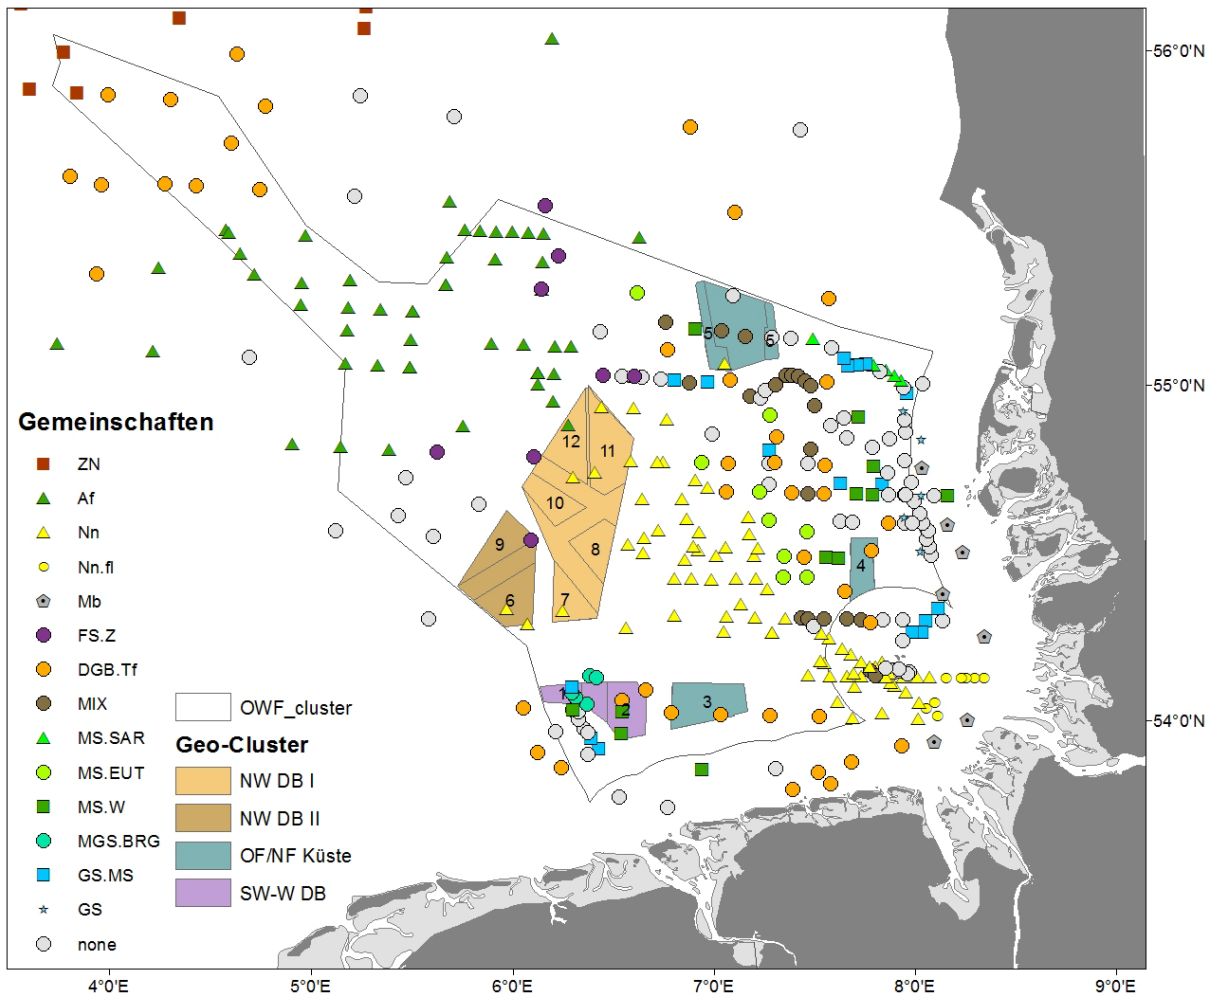 56°0'N
5
5
55°0'N
Gemeinschaften
12
11
ZN
Af
10
Nn
9
8
4
Nn.fl
6
7
Mb
FS.Z
DGB.Tf
1
2
3
MIX
OWF_cluster
54°0'N
MS.SAR
Geo-Cluster
MS.EUT
NW DB I
MS.W
NW DB II
MGS.BRG
OF/NF Küste
GS.MS
SW-W DB
GS
none
4°0'E 5°0'E 6°0'E 7°0'E 8°0'E 9°0'E